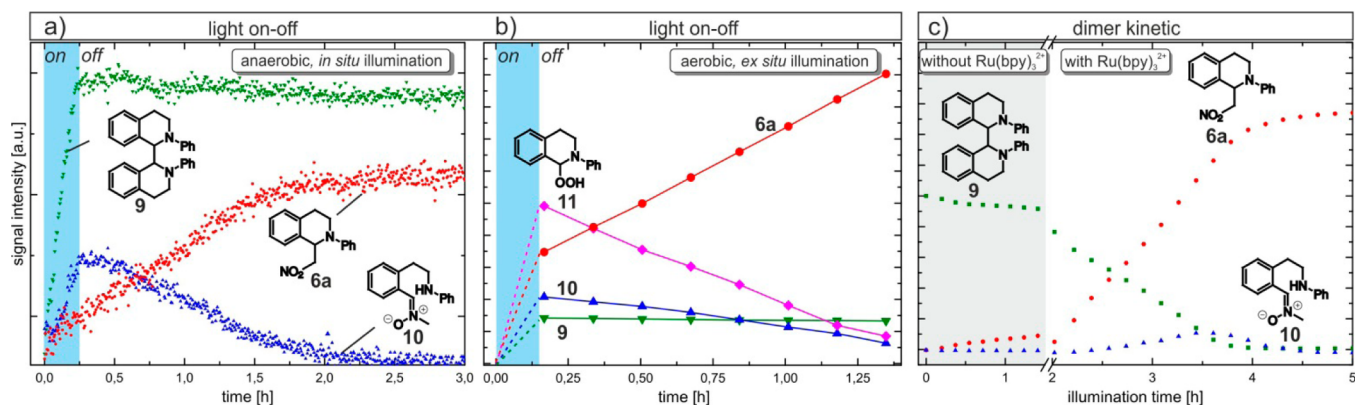 a) light on-off
on off
anaerobic, in situ illumination
N
Ph
N
Ph
9
N
Ph
NO₂
6a
HN
Ph
⊖O
N⊕
10
signal intensity [a.u.]
0,0 0,5 1,0 1,5 2,0 2,5 3,0
time [h]
b) light on-off
on off
aerobic, ex situ illumination
6a
N
Ph
OOH
11
10
9
0,00 0,25 0,50 0,75 1,00 1,25
time [h]
c) dimer kinetic
without Ru(bpy)₃²⁺ with Ru(bpy)₃²⁺
N
Ph
N
Ph
9
N
Ph
NO₂
6a
HN
Ph
⊖O
N⊕
10
0 1 2 3 4 5
illumination time [h]